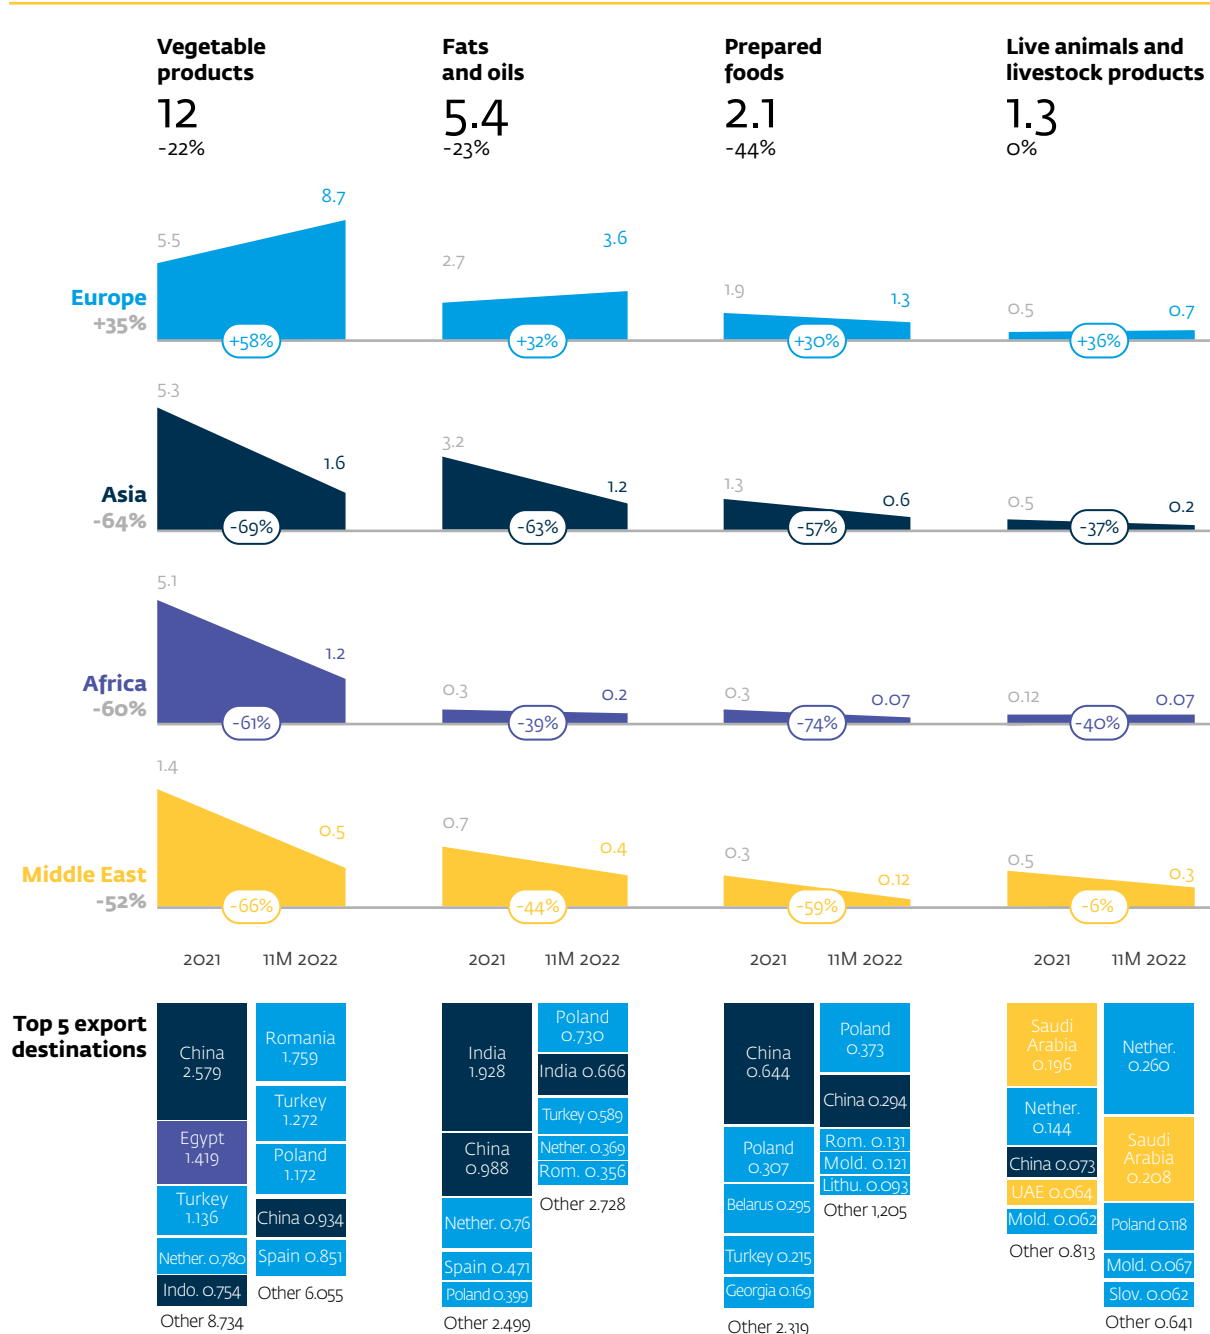 Vegetable
products
12
-22%
Fats
and oils
5.4
-23%
Prepared
foods
2.1
-44%
Live animals and
livestock products
1.3
0%
Europe
+35%
5.5
8.7
+58%
2.7
3.6
+32%
1.9
1.3
+30%
0.5
0.7
+36%
Asia
-64%
5.3
1.6
-69%
3.2
1.2
-63%
1.3
0.6
-57%
0.5
0.2
-37%
Africa
-60%
5.1
1.2
-61%
0.3
0.2
-39%
0.3
0.07
-74%
0.12
0.07
-40%
Middle East
-52%
1.4
0.5
-66%
0.7
0.4
-44%
0.3
0.12
-59%
0.5
0.3
-6%
2021
11M 2022
2021
11M 2022
2021
11M 2022
2021
11M 2022
Top 5 export
destinations
China
2.579
Egypt
1.419
Turkey
1.136
Nether. 0.780
Indo. 0.754
Other 8.734
Romania
1.759
Turkey
1.272
Poland
1.172
China 0.934
Spain 0.851
Other 6.055
India
1.928
China
0.988
Nether. 0.76
Spain 0.471
Poland 0.399
Other 2.499
Poland
0.730
India 0.666
Turkey 0.589
Nether. 0.369
Rom. 0.356
Other 2.728
China
0.644
Poland
0.307
Belarus 0.295
Turkey 0.215
Georgia 0.169
Other 2.319
Poland
0.373
China 0.294
Rom. 0.131
Mold. 0.121
Lithu. 0.093
Other 1,205
Saudi
Arabia
0.196
Nether.
0.144
China 0.073
UAE 0.064
Mold. 0.062
Other 0.813
Nether.
0.260
Saudi
Arabia
0.208
Poland 0.118
Mold. 0.067
Slov. 0.062
Other 0.641